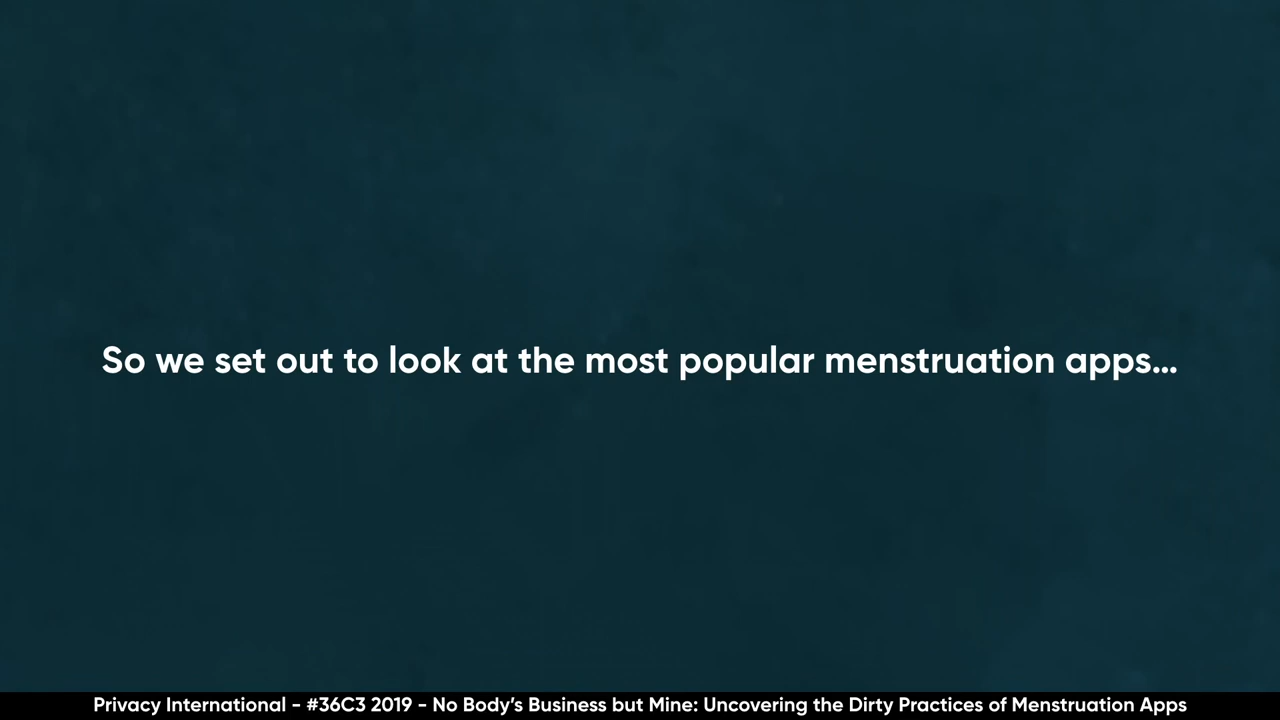 So we set out to look at the most popular menstruation apps...
Privacy International - #36C3 2019 - No Body’s Business but Mine: Uncovering the Dirty Practices of Menstruation Apps